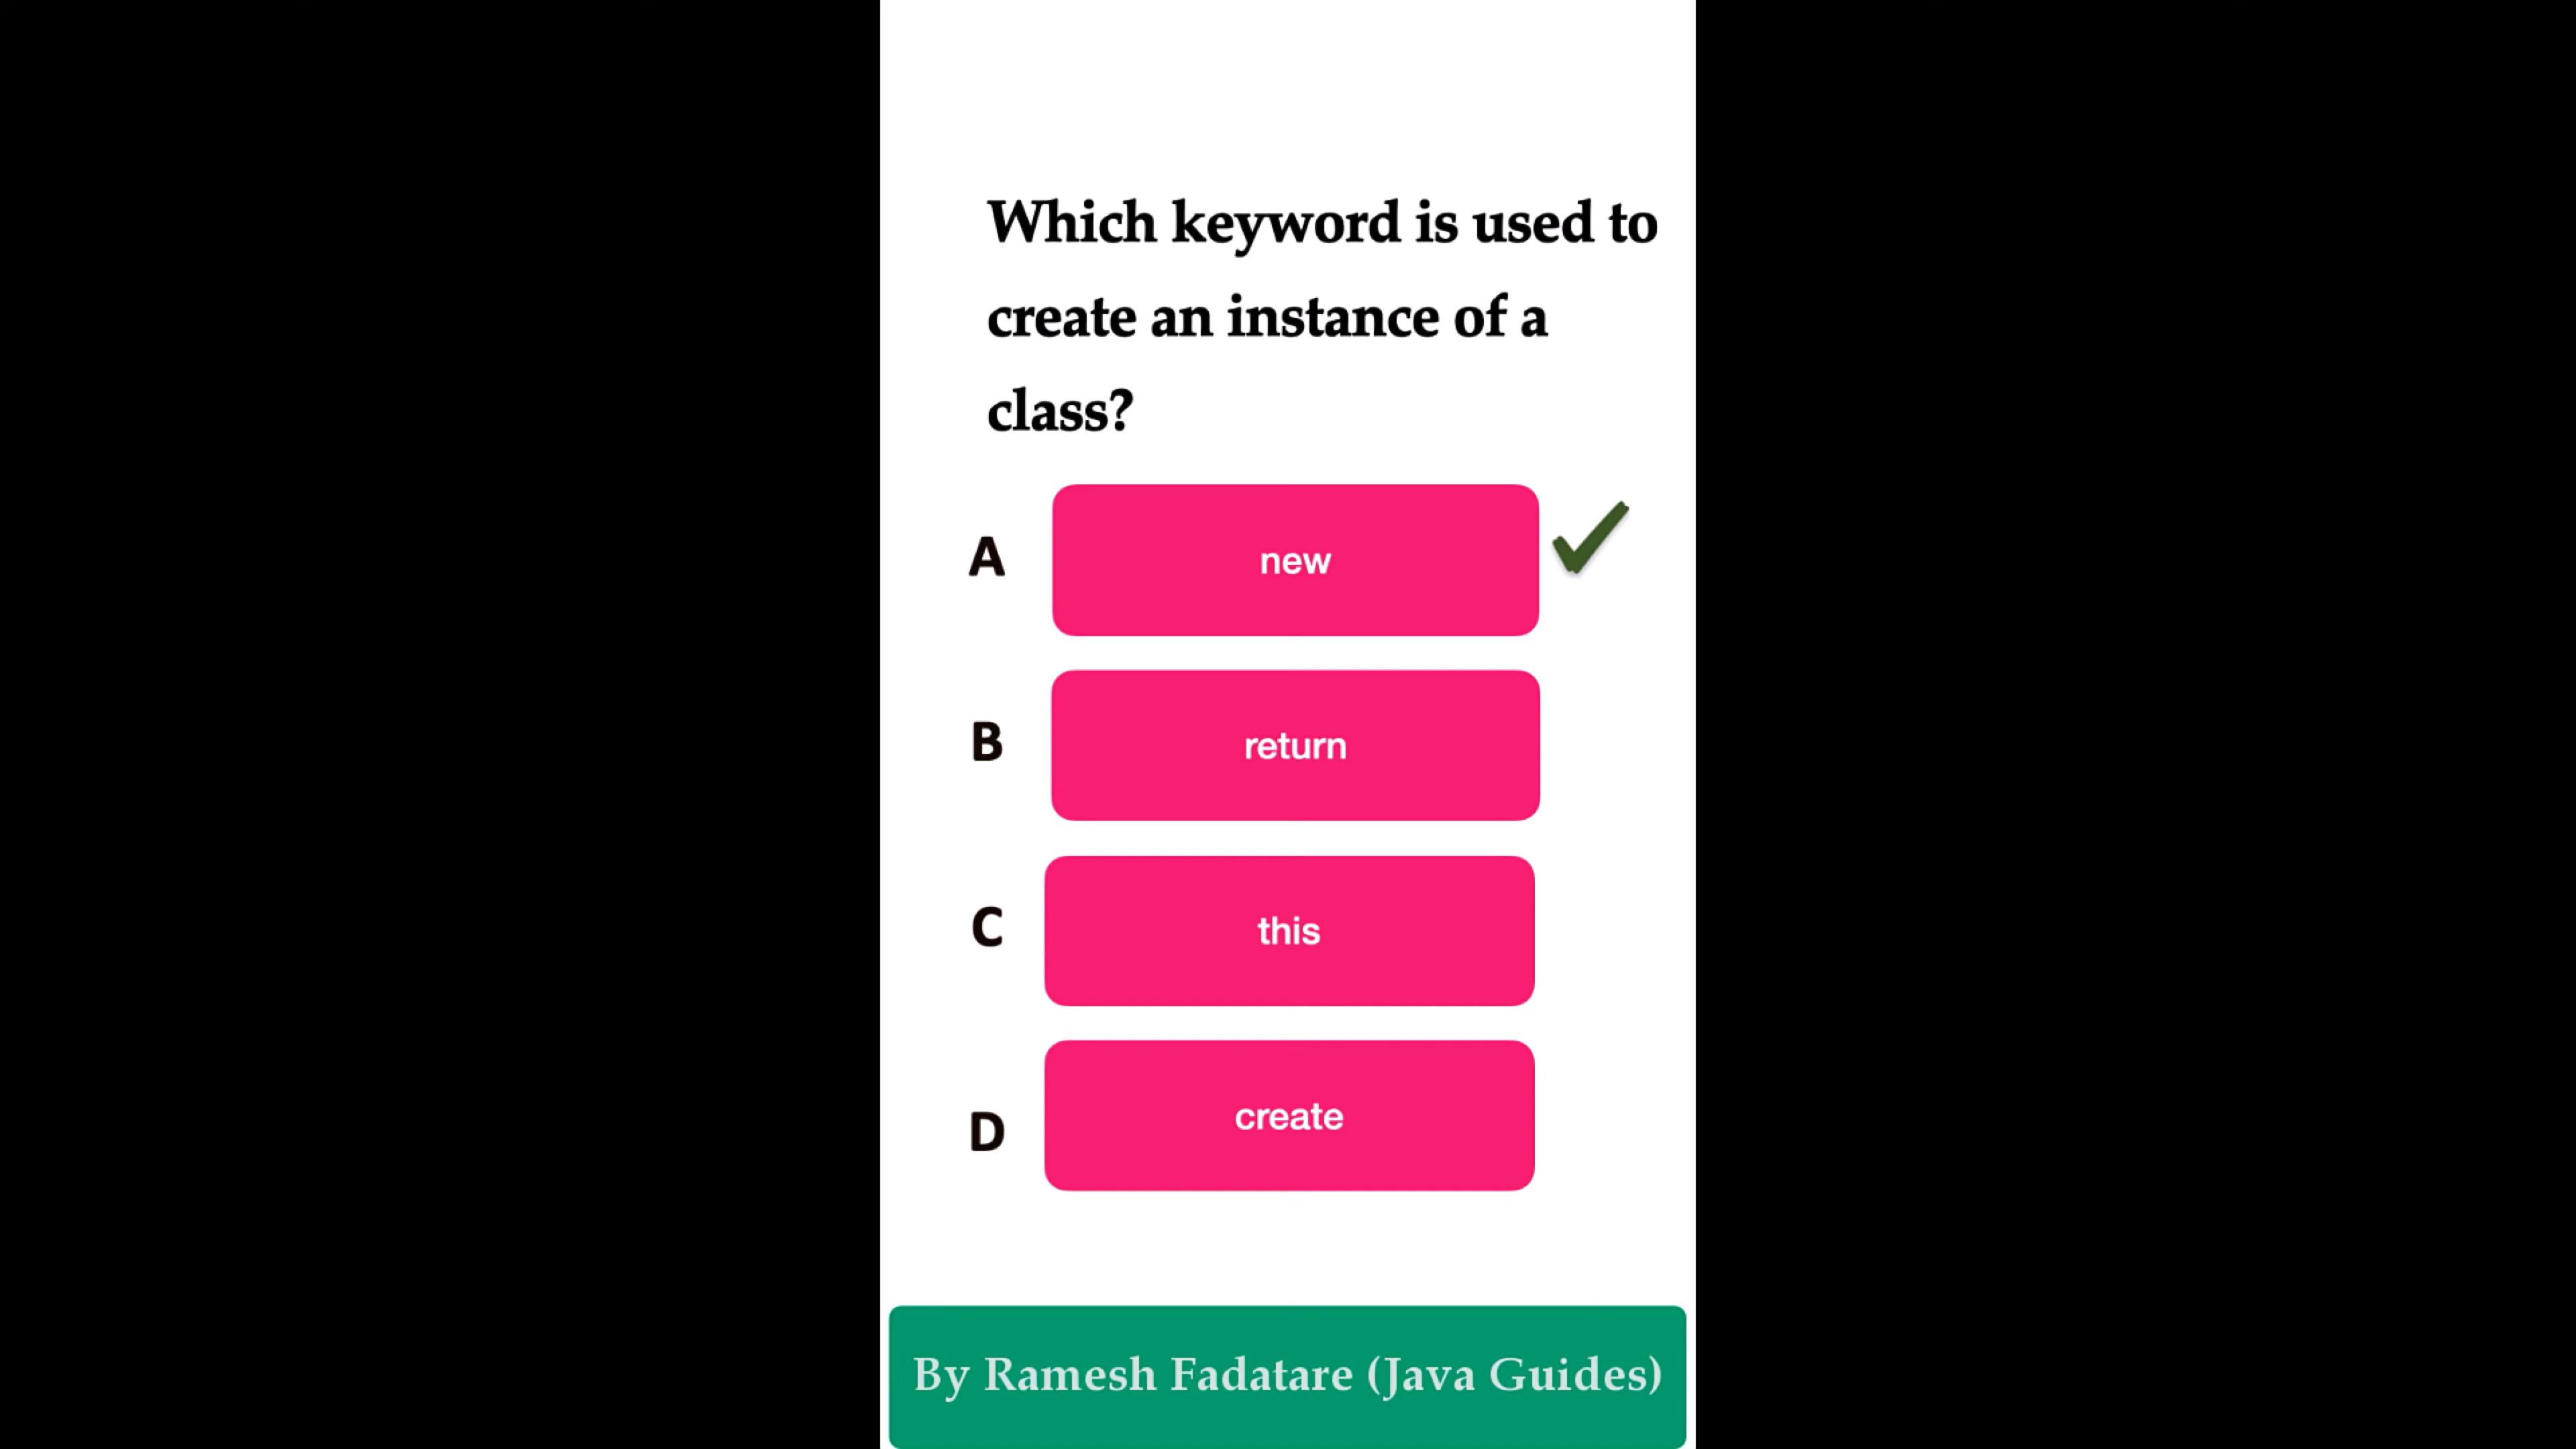 Which keyword is used to
create an instance of a
class?
A new
B return
C this
D create
By Ramesh Fadatare (Java Guides)